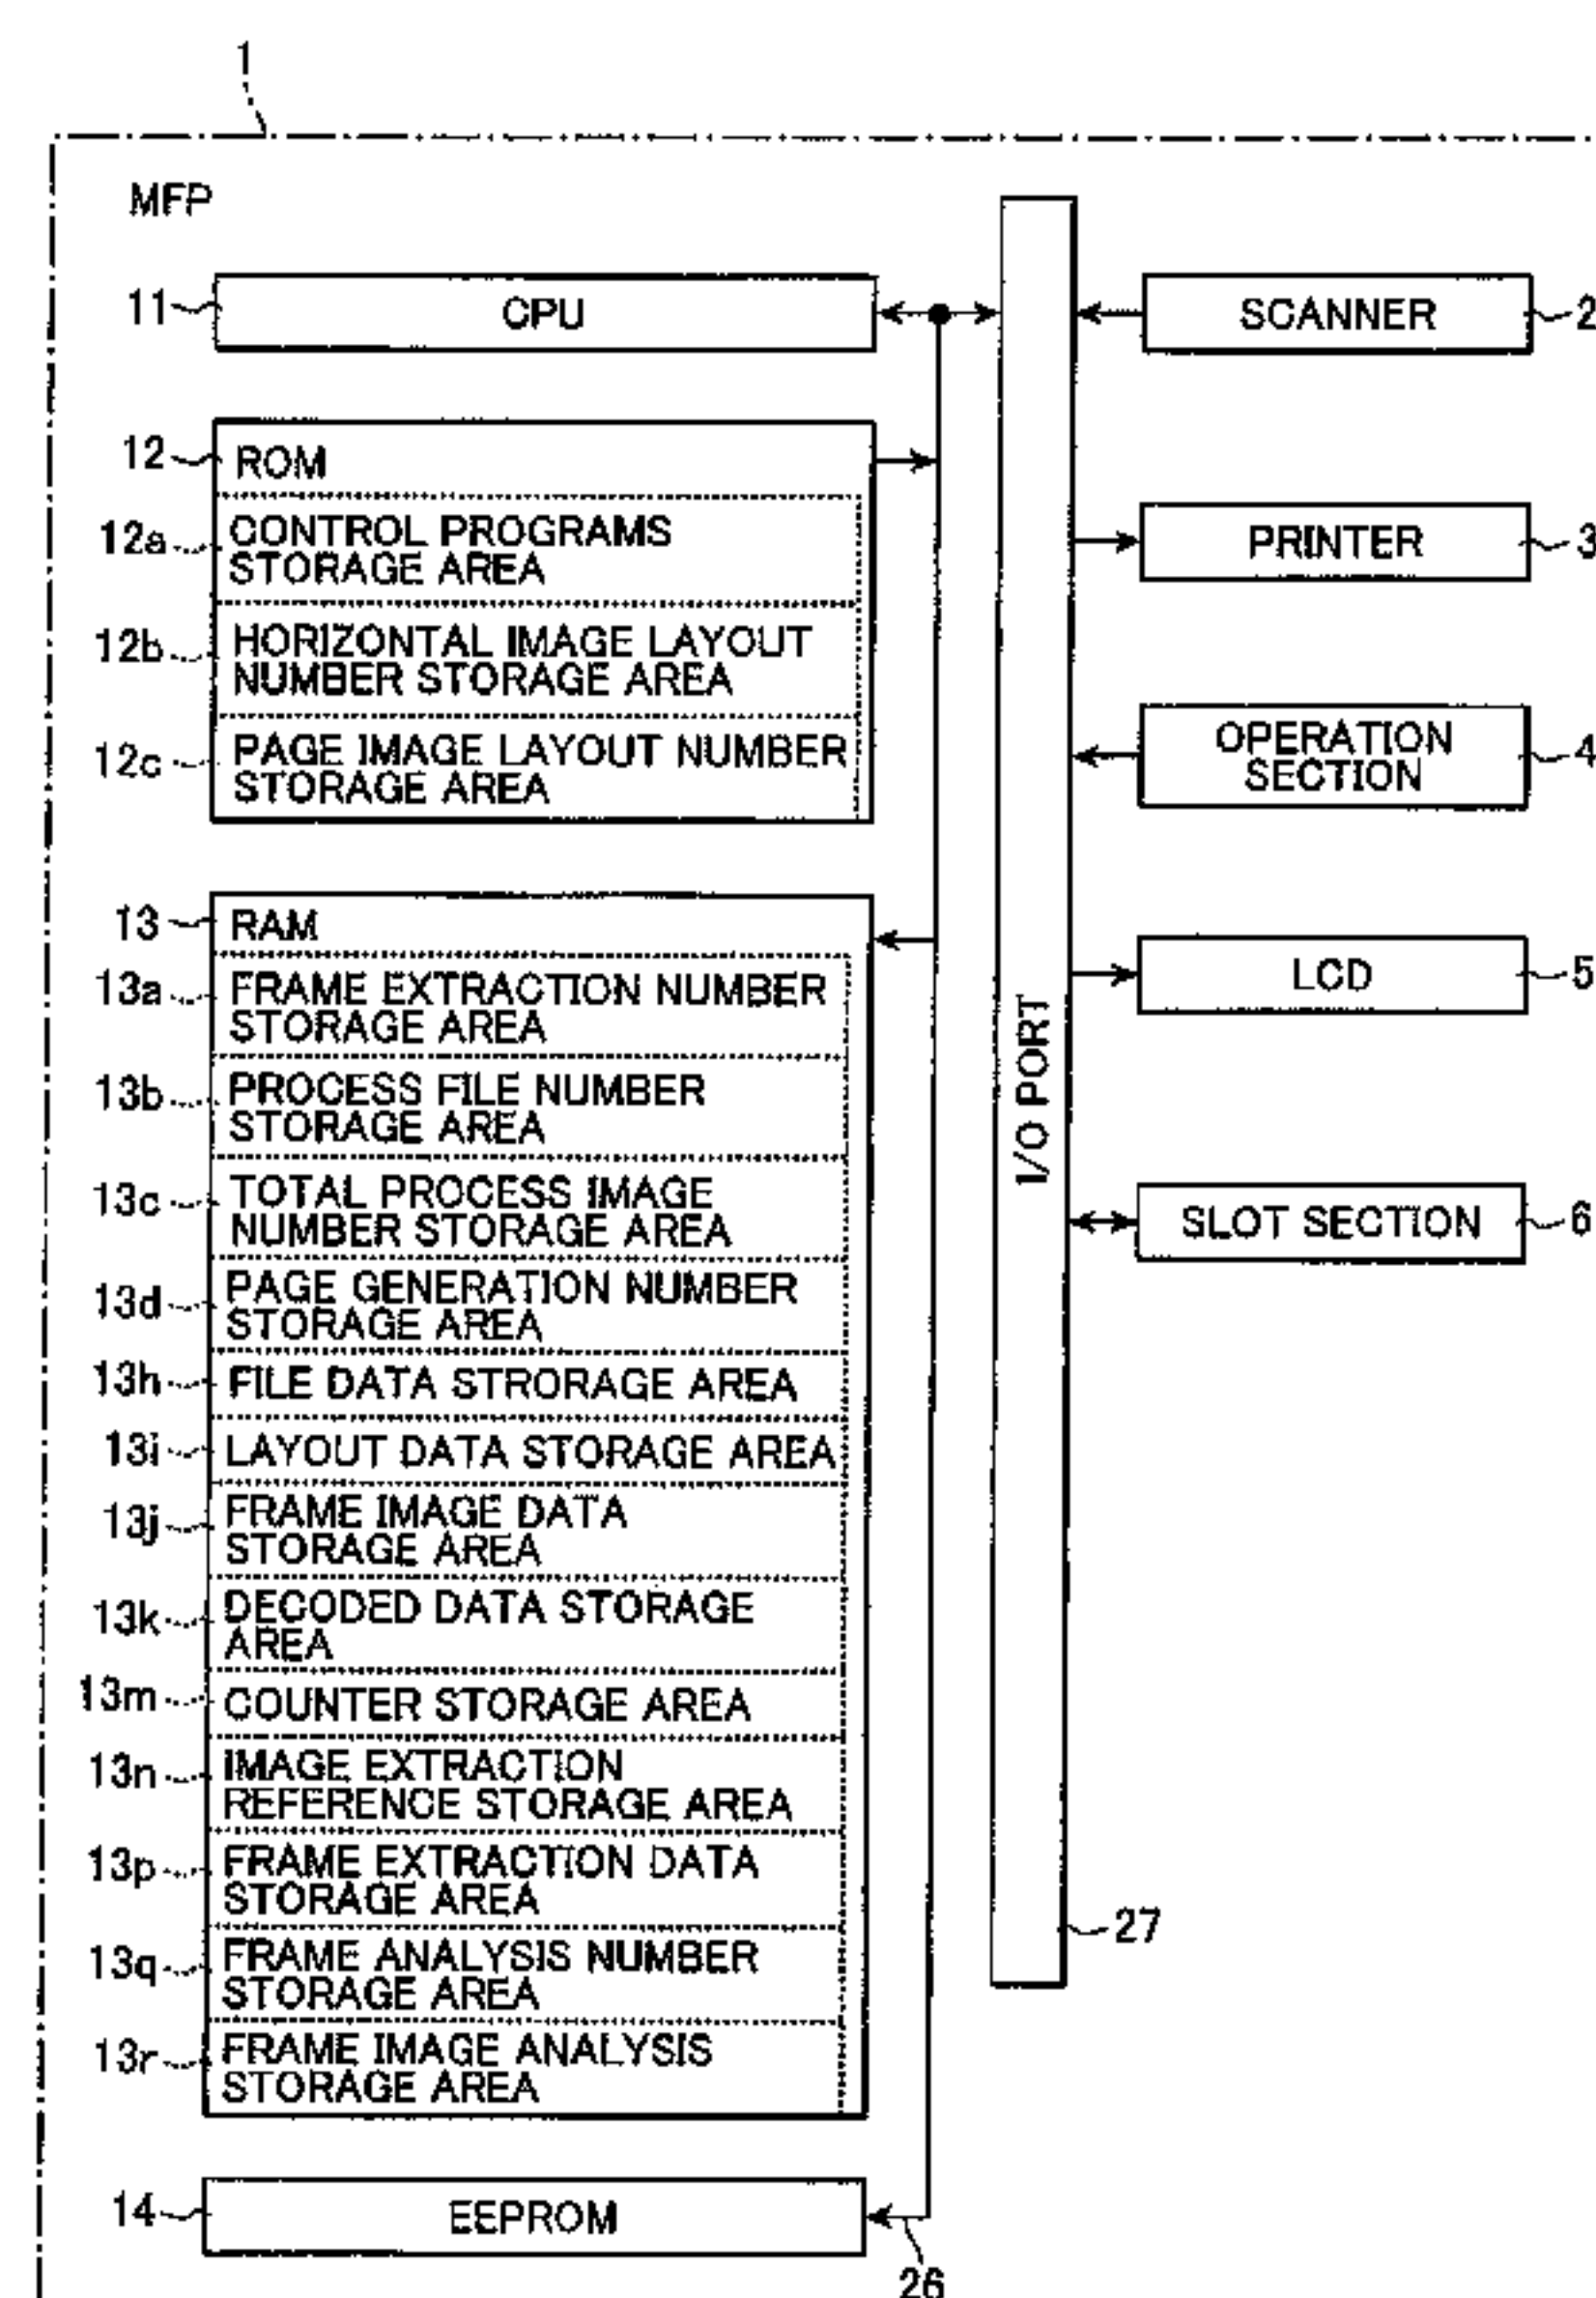 1
MFP
11
CPU
SCANNER
2
12
ROM
12a
CONTROL PROGRAMS
STORAGE AREA
PRINTER
3
12b
HORIZONTAL IMAGE LAYOUT
NUMBER STORAGE AREA
12c
PAGE IMAGE LAYOUT NUMBER
STORAGE AREA
OPERATION
SECTION
4
13
RAM
13a
FRAME EXTRACTION NUMBER
STORAGE AREA
LCD
5
I/O PORT
13b
PROCESS FILE NUMBER
STORAGE AREA
13c
TOTAL PROCESS IMAGE
NUMBER STORAGE AREA
SLOT SECTION
6
13d
PAGE GENERATION NUMBER
STORAGE AREA
13h
FILE DATA STRORAGE AREA
13i
LAYOUT DATA STORAGE AREA
13j
FRAME IMAGE DATA
STORAGE AREA
13k
DECODED DATA STORAGE
AREA
13m
COUNTER STORAGE AREA
13n
IMAGE EXTRACTION
REFERENCE STORAGE AREA
13p
FRAME EXTRACTION DATA
STORAGE AREA
27
13q
FRAME ANALYSIS NUMBER
STORAGE AREA
13r
FRAME IMAGE ANALYSIS
STORAGE AREA
14
EEPROM
26